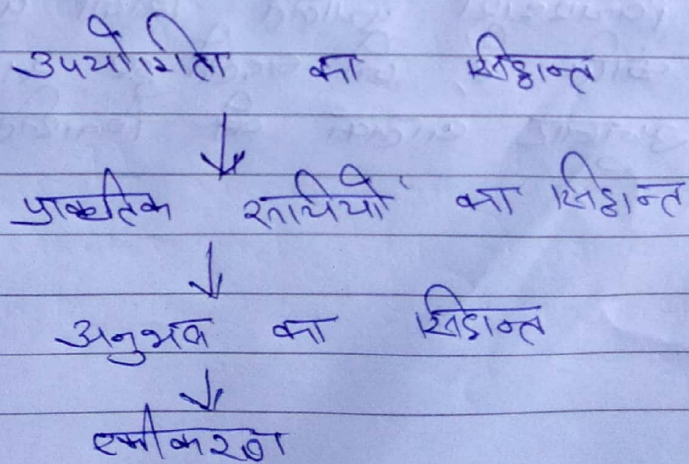 उपयोगिता का सिद्धान्त
↓
प्राकृतिक रूचियों का सिद्धान्त
↓
अनुभव का सिद्धान्त
↓
एकीकरण